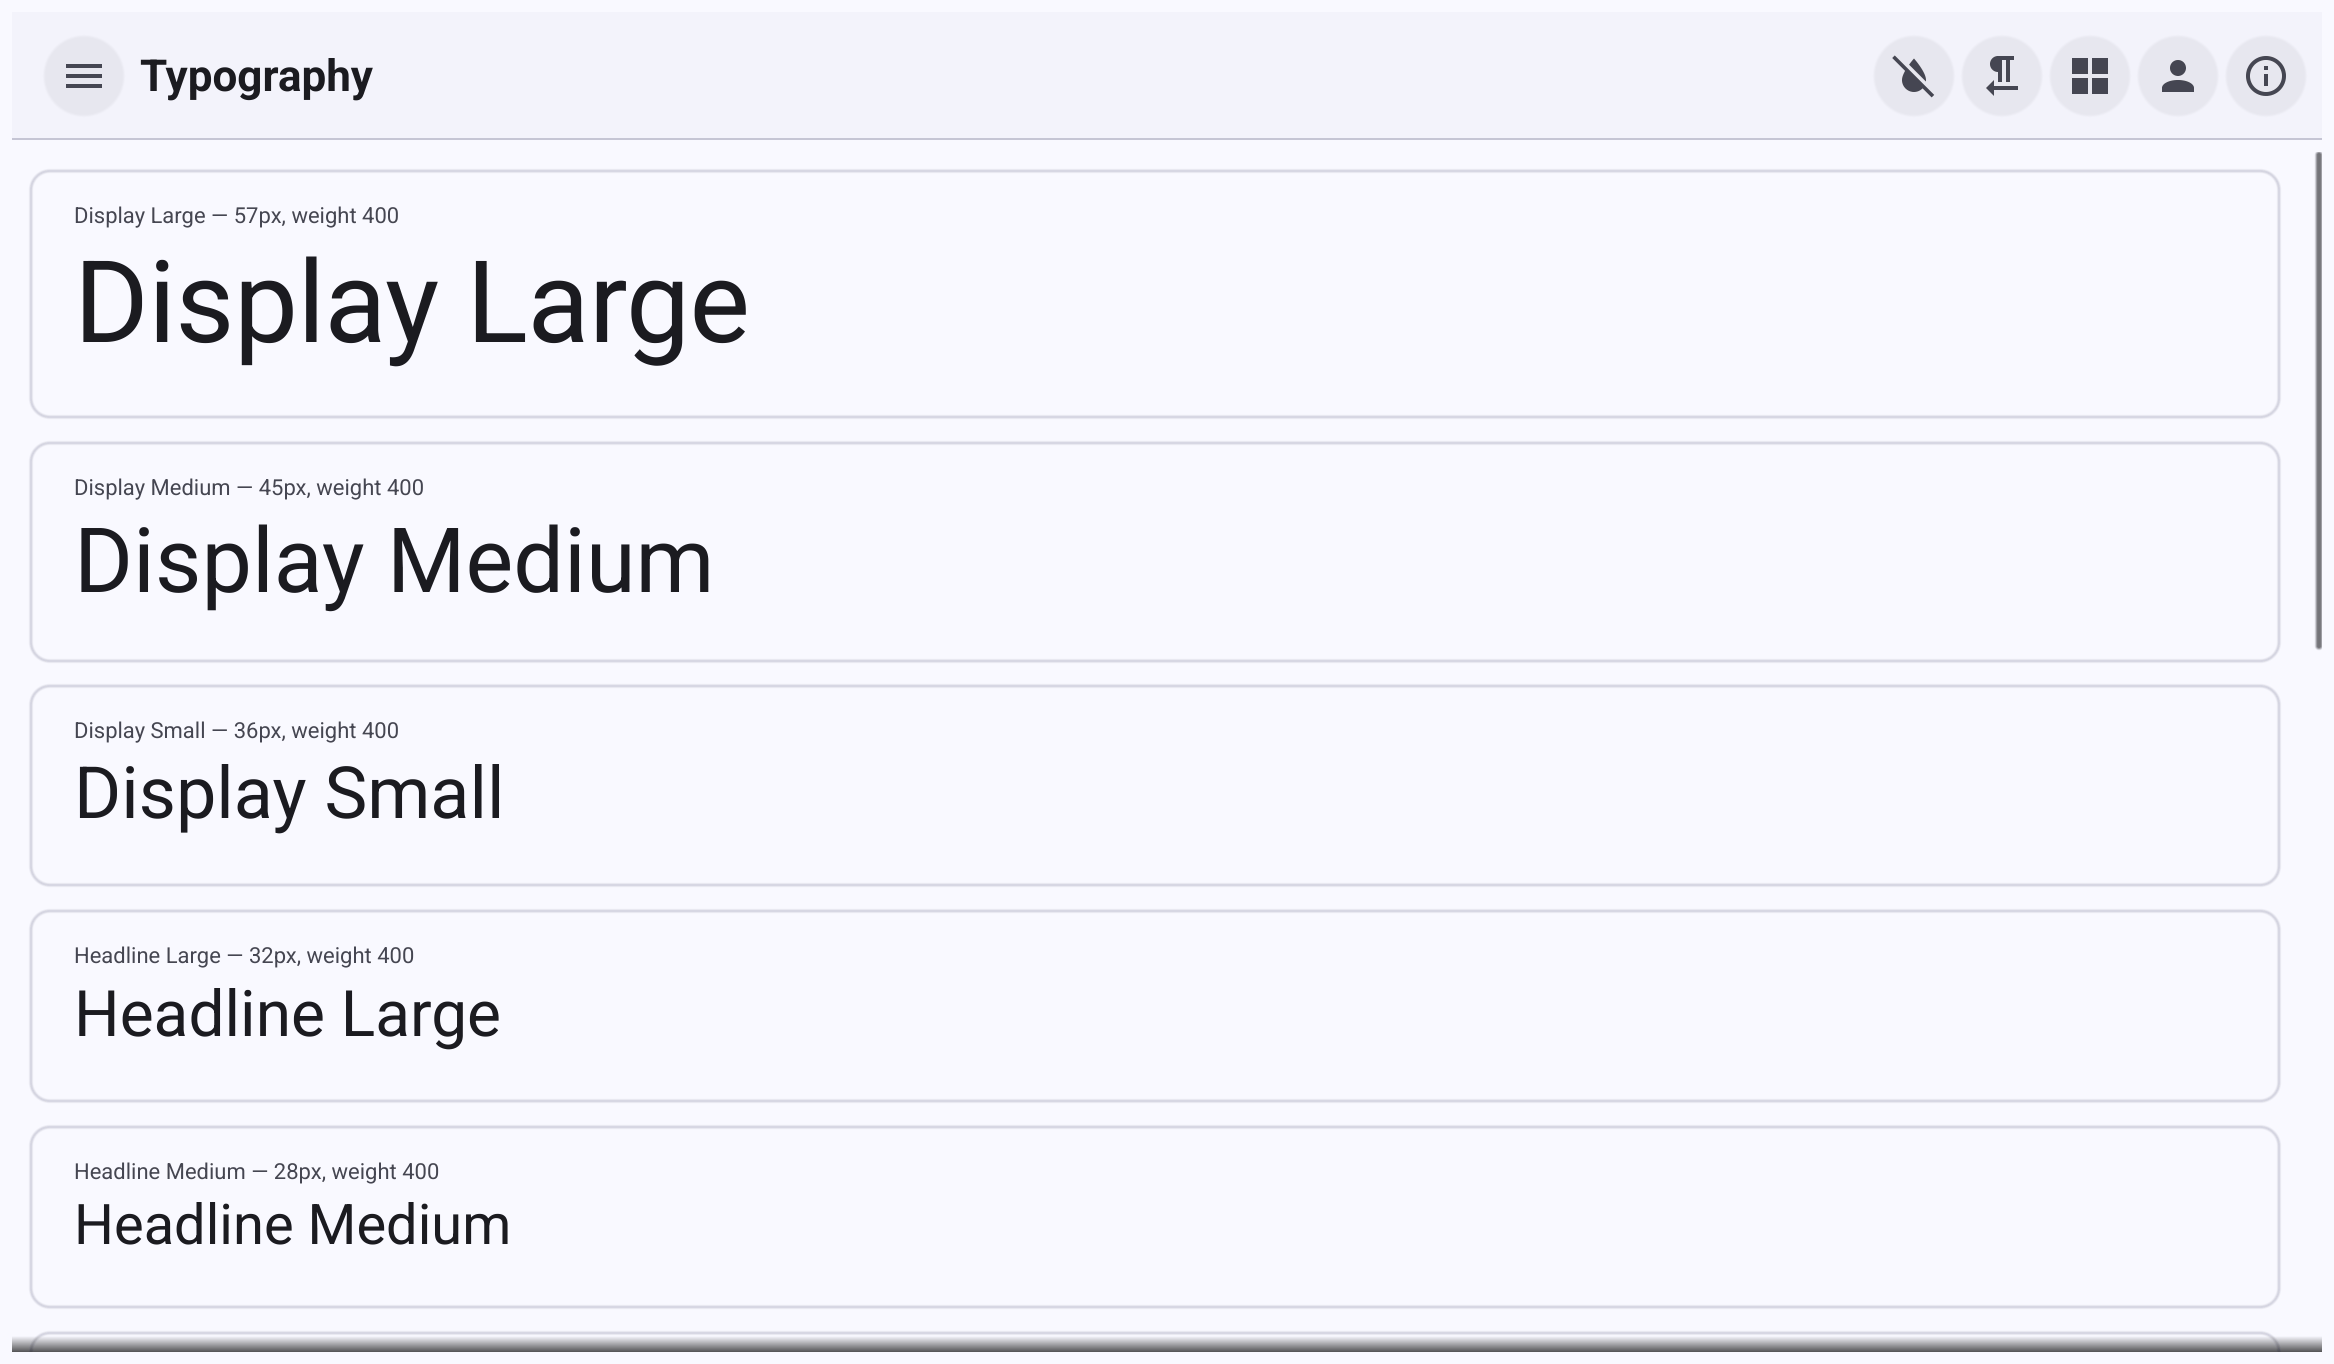 Typography
Display Large — 57px, weight 400
Display Large
Display Medium — 45px, weight 400
Display Medium
Display Small — 36px, weight 400
Display Small
Headline Large — 32px, weight 400
Headline Large
Headline Medium — 28px, weight 400
Headline Medium